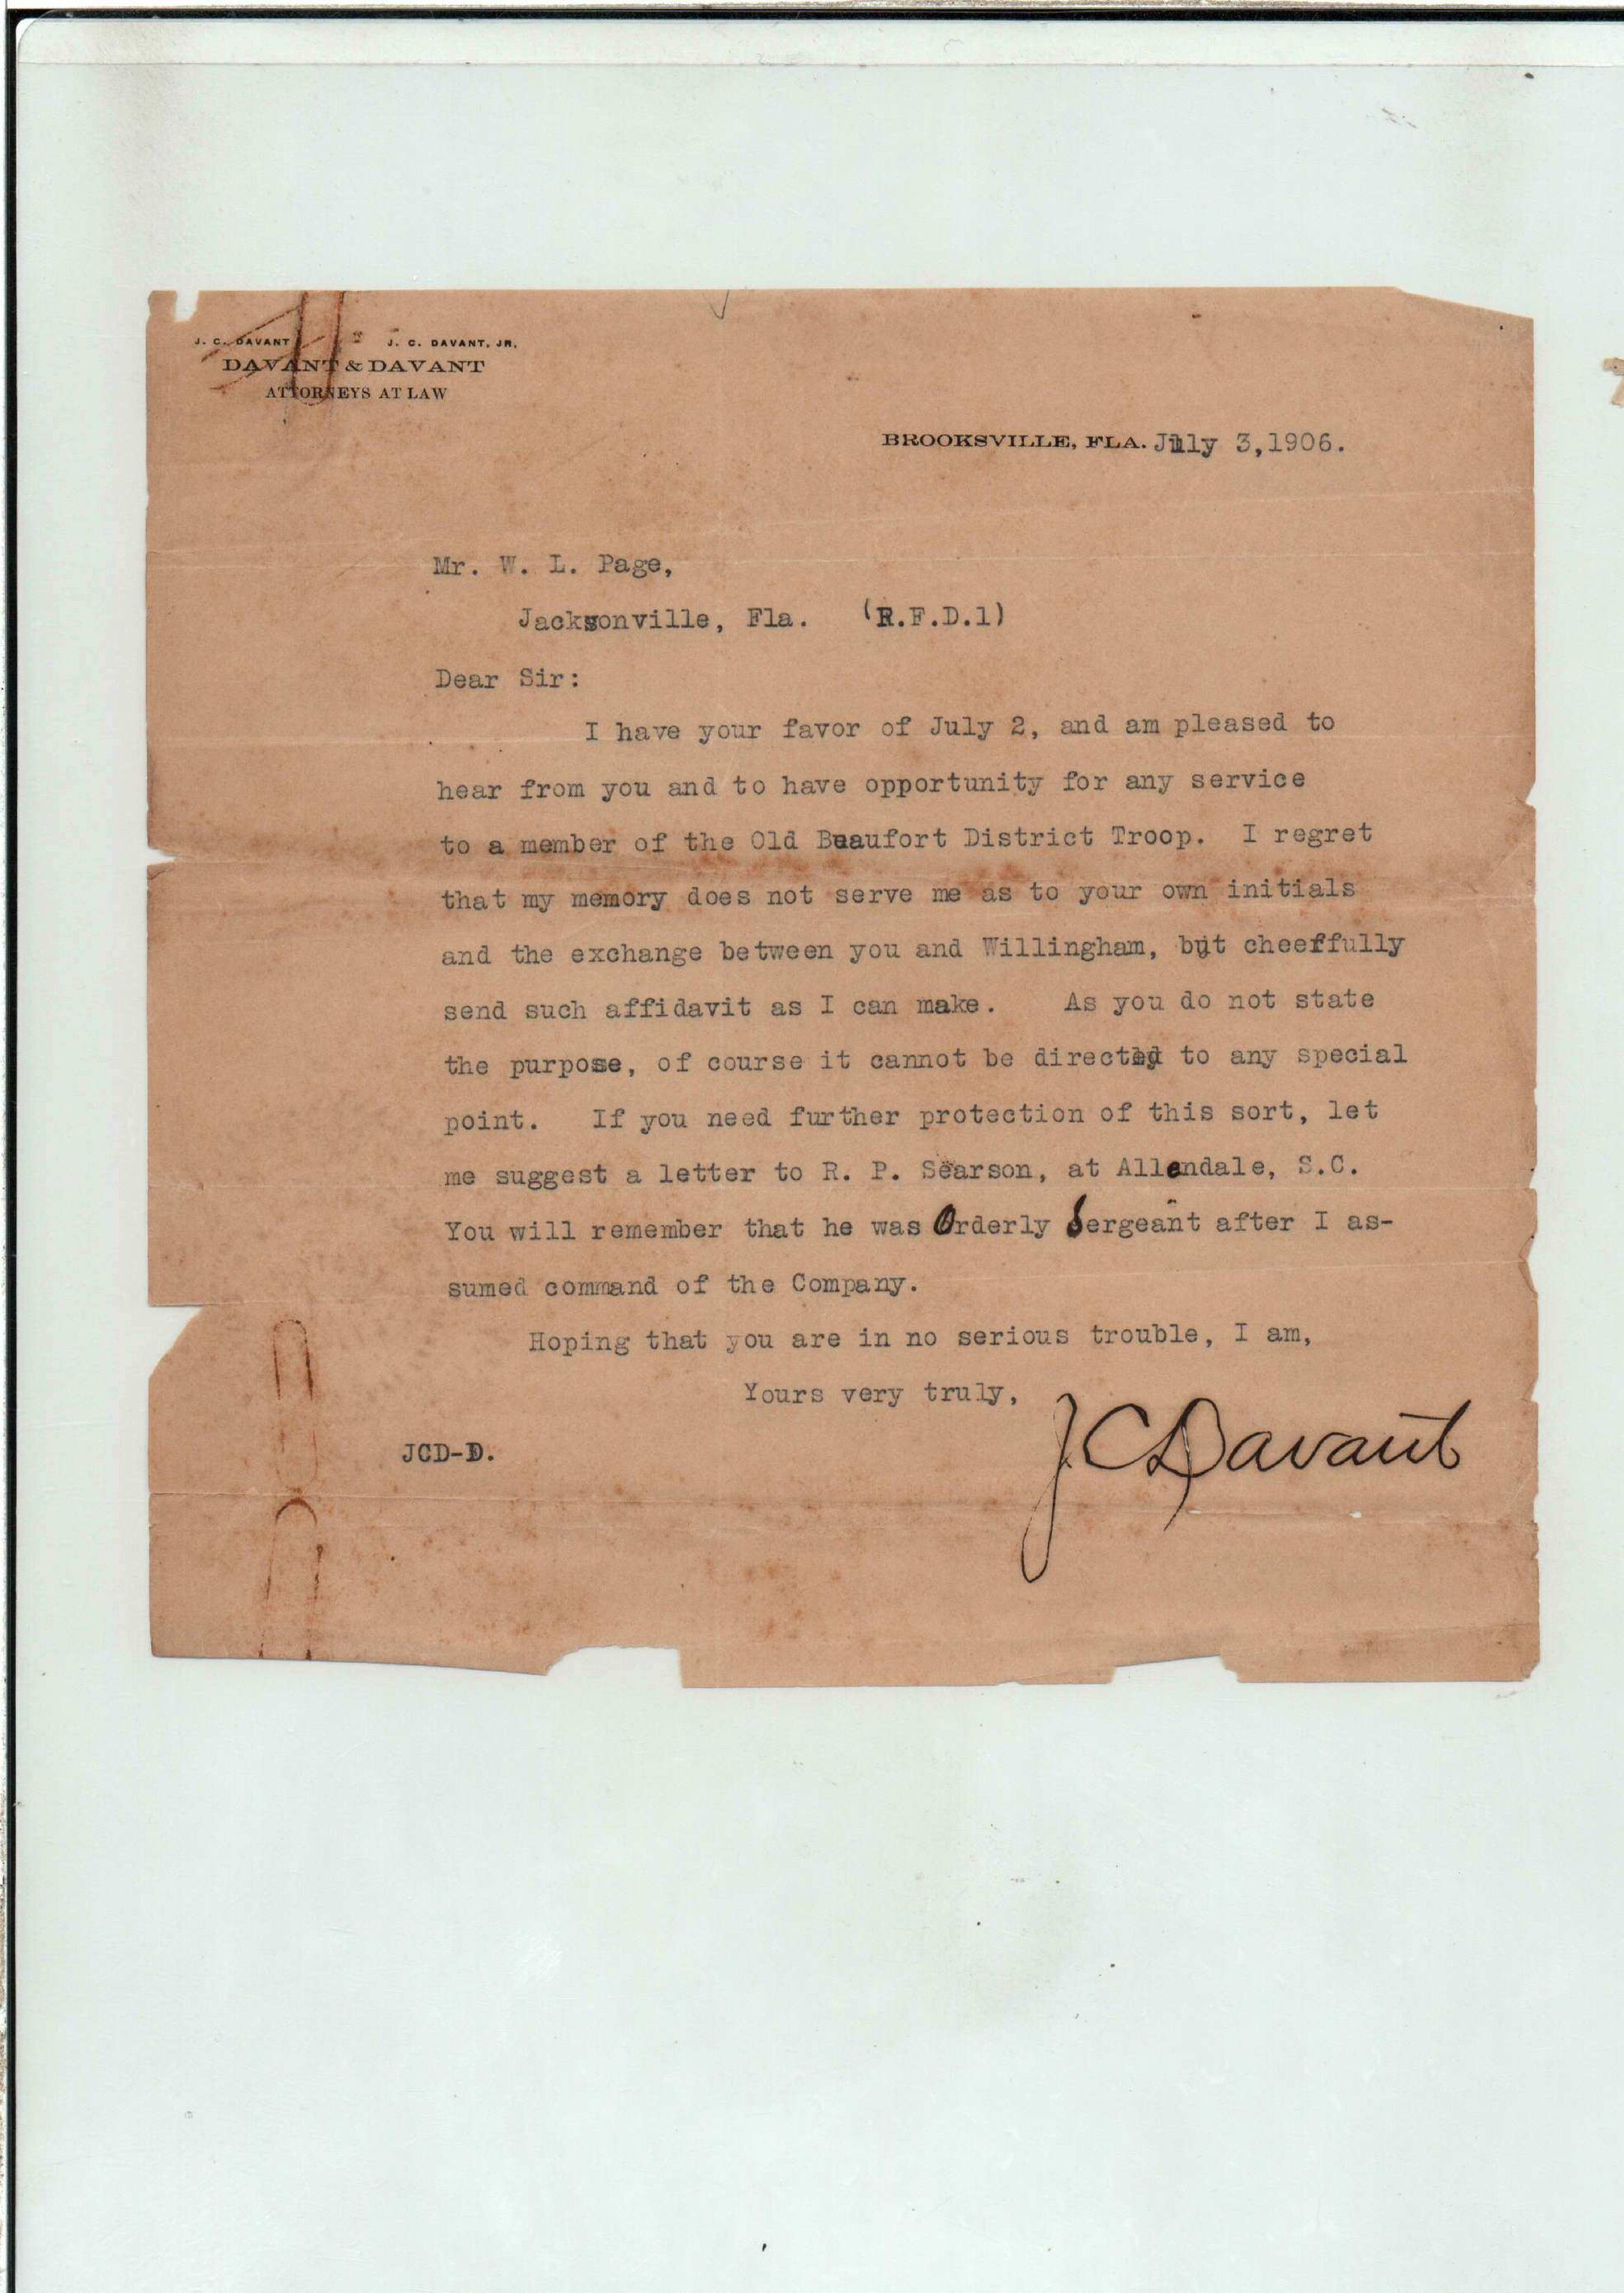 J. C. DAVANT J. C. DAVANT, JR.
DAVANT & DAVANT
ATTORNEYS AT LAW
BROOKSVILLE, FLA. July 3,1906.
Mr. W. L. Page,
Jacksonville, Fla. (R.F.D.1)
Dear Sir:
I have your favor of July 2, and am pleased to
hear from you and to have opportunity for any service
to a member of the Old Beaufort District Troop. I regret
that my memory does not serve me as to your own initials
and the exchange between you and Willingham, but cheerfully
send such affidavit as I can make. As you do not state
the purpose, of course it cannot be directed to any special
point. If you need further protection of this sort, let
me suggest a letter to R. P. Searson, at Allendale, S.C.
You will remember that he was Orderly Sergeant after I as-
sumed command of the Company.
Hoping that you are in no serious trouble, I am,
Yours very truly,
JCDavant
JCD-D.